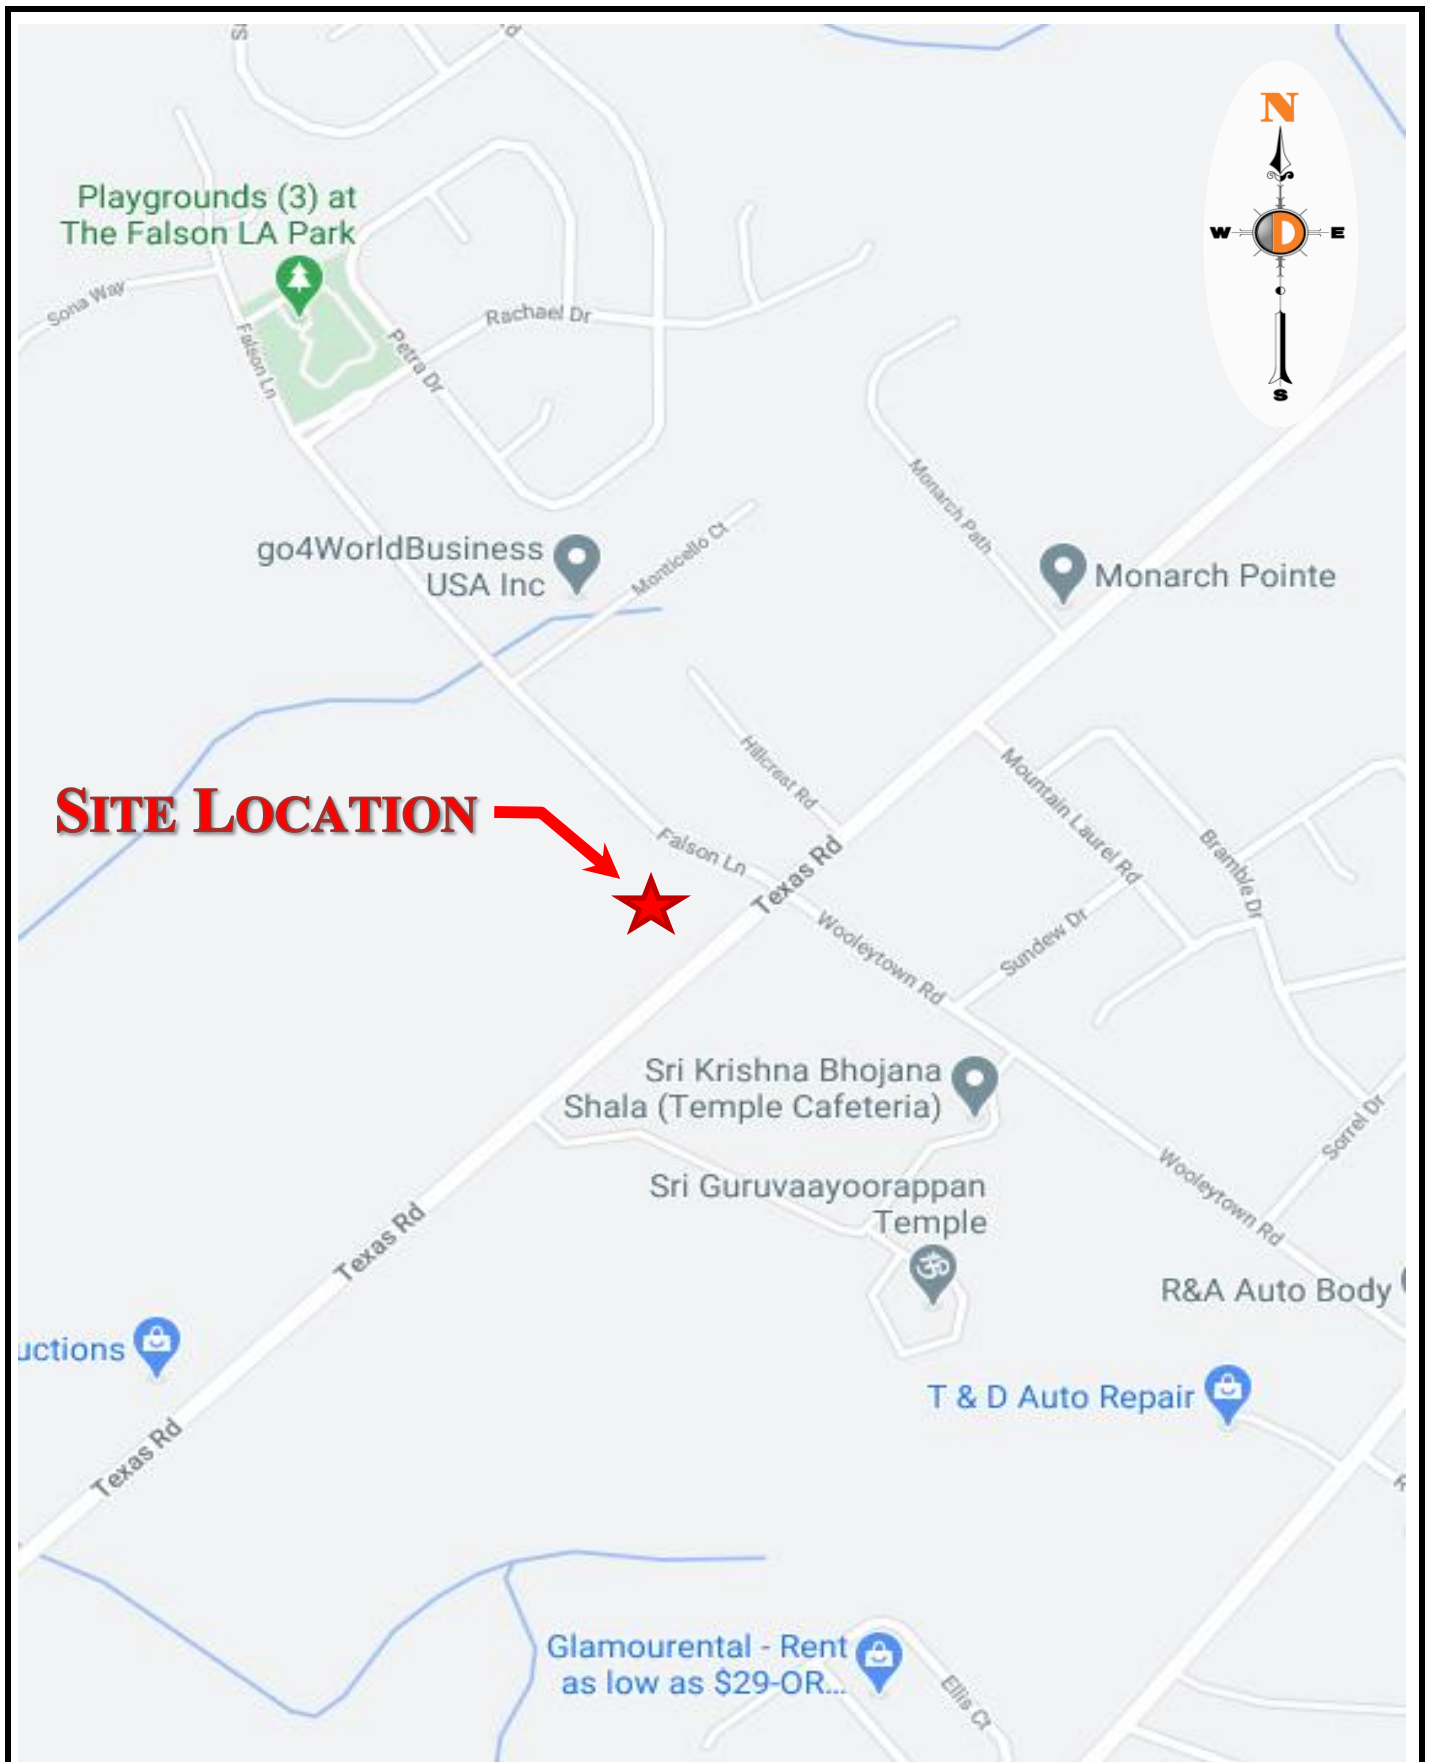 N
W
D
E
S
Playgrounds (3) at
The Falson LA Park
Sona Way
Falson Ln
Petra Dr
Rachael Dr
Monarch Path
go4WorldBusiness
USA Inc
Monticello Ct
Monarch Pointe
Hillcrest Rd
Mountain Laurel Rd
SITE LOCATION
Falson Ln
Texas Rd
Bramble Dr
Wooleytown Rd
Sundew Dr
Sri Krishna Bhojana
Shala (Temple Cafeteria)
Sorrel Dr
Sri Guruvaayoorappan
Temple
Wooleytown Rd
Texas Rd
R&A Auto Body
uctions
T & D Auto Repair
Texas Rd
Glamourental - Rent
as low as $29-OR...
Ellis Ct